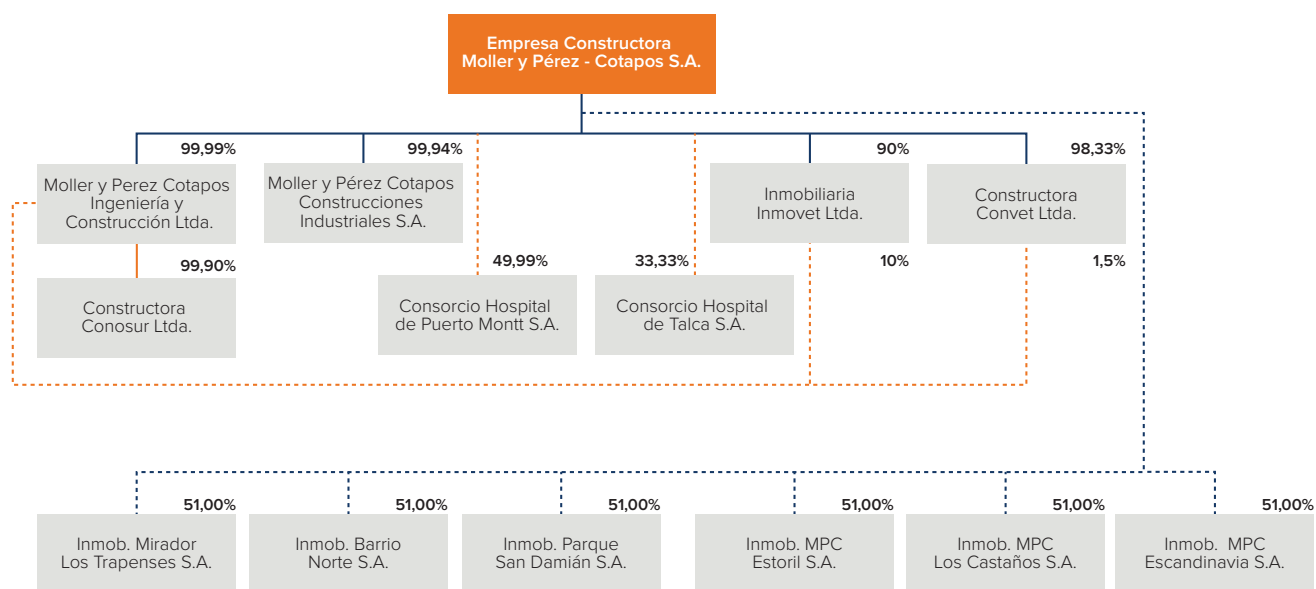 Empresa Constructora
Moller y Pérez - Cotapos S.A.
99,99%
Moller y Perez Cotapos
Ingeniería y
Construcción Ltda.
99,94%
Moller y Pérez Cotapos
Construcciones
Industriales S.A.
90%
Inmobiliaria
Inmovet Ltda.
98,33%
Constructora
Convet Ltda.
99,90%
Constructora
Conosur Ltda.
49,99%
Consorcio Hospital
de Puerto Montt S.A.
33,33%
Consorcio Hospital
de Talca S.A.
10%
1,5%
51,00%
Inmob. Mirador
Los Trapenses S.A.
51,00%
Inmob. Barrio
Norte S.A.
51,00%
Inmob. Parque
San Damián S.A.
51,00%
Inmob. MPC
Estoril S.A.
51,00%
Inmob. MPC
Los Castaños S.A.
51,00%
Inmob. MPC
Escandinavia S.A.